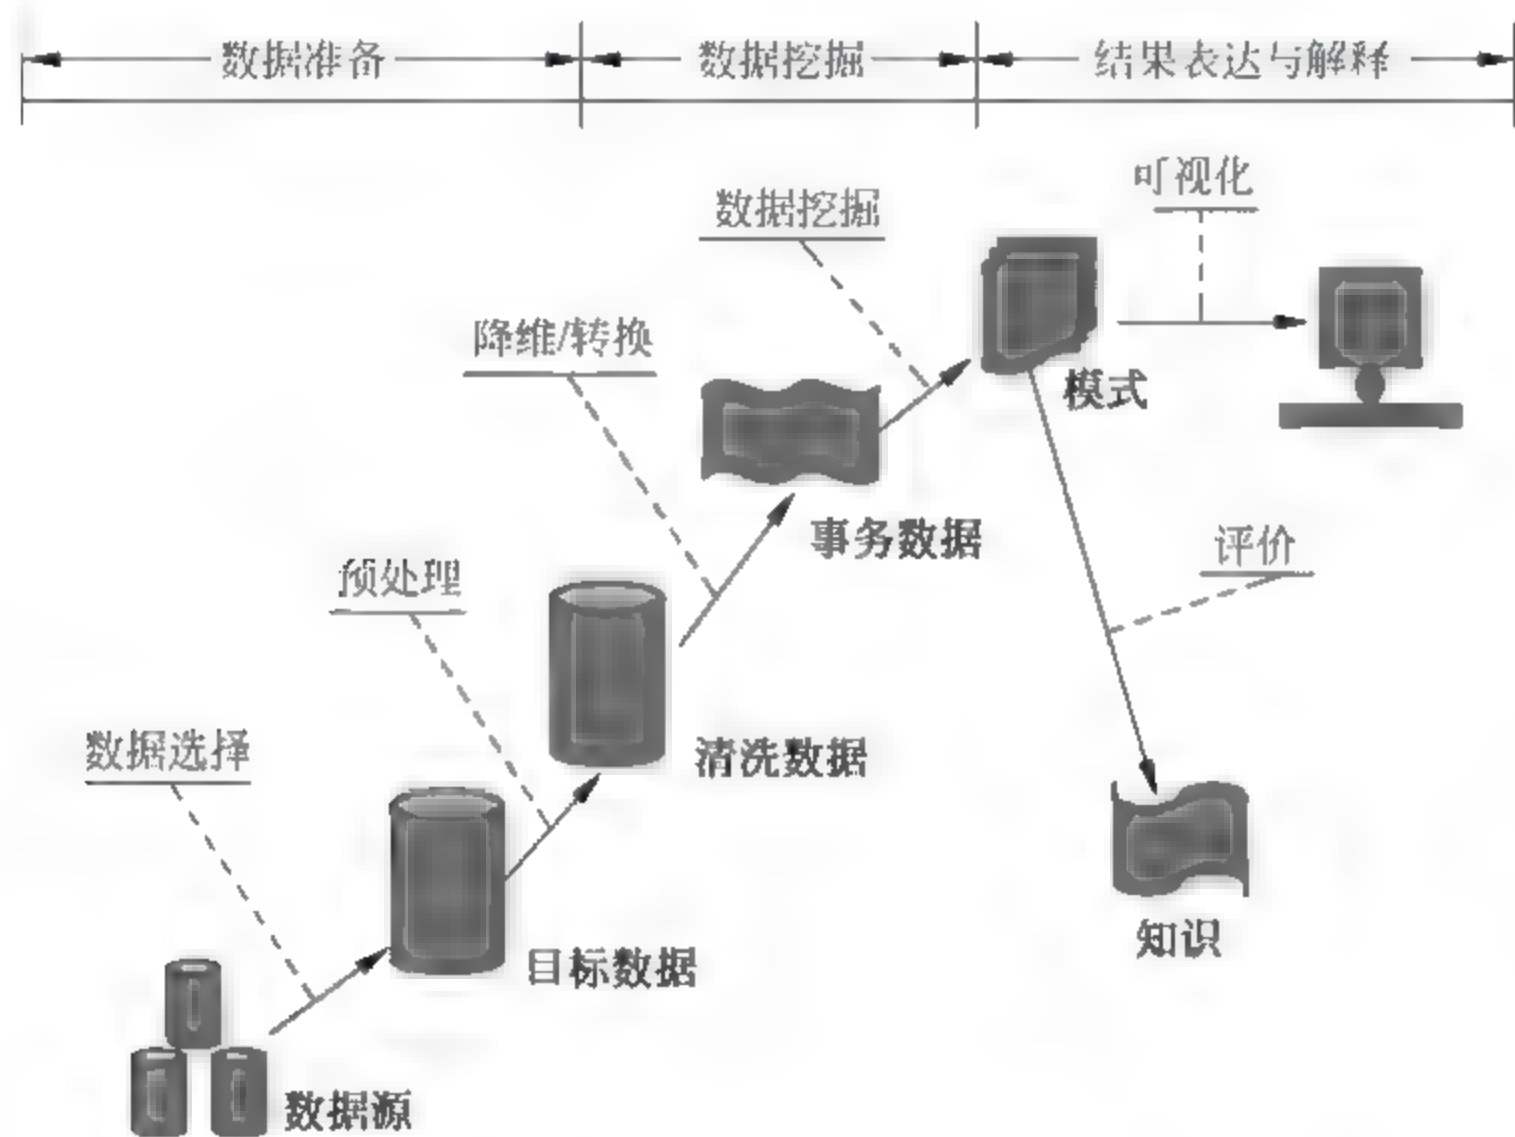 数据准备 数据挖掘 结果表达与解释
可视化
数据挖掘
降维/转换
模式
事务数据
评价
预处理
数据选择
清洗数据
知识
目标数据
数据源